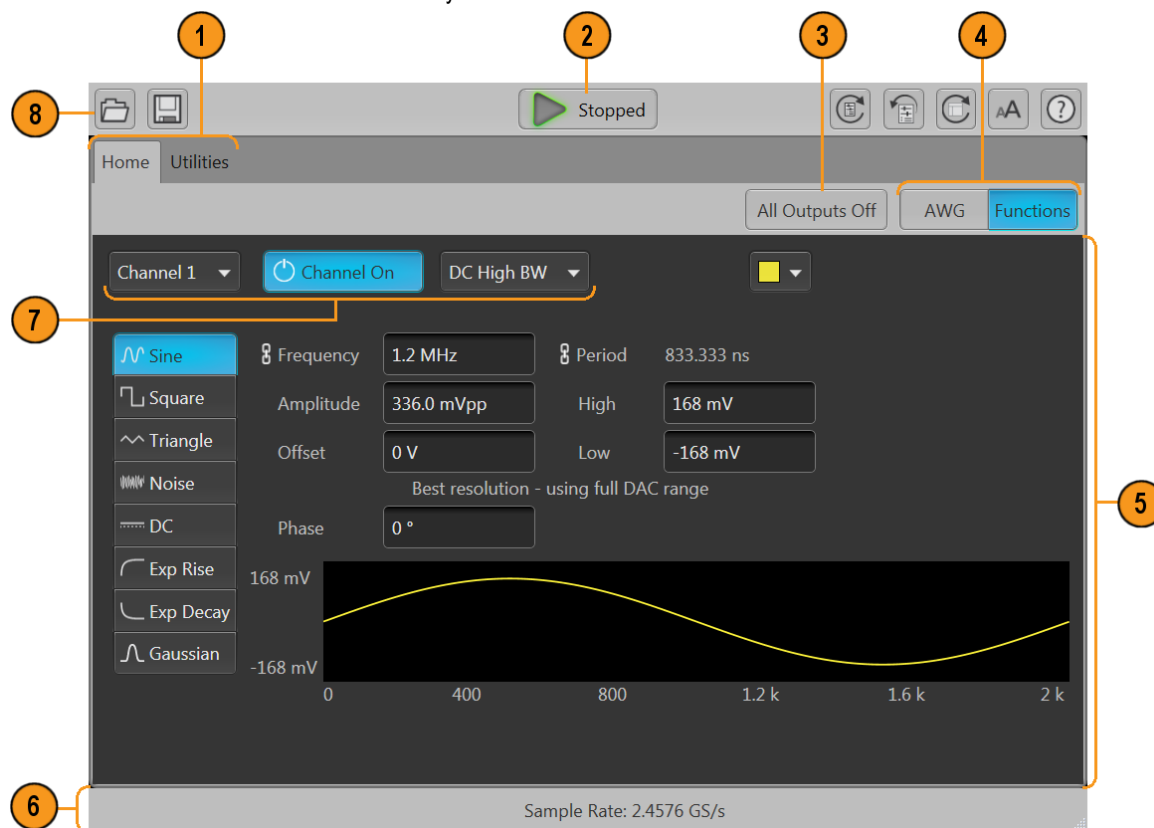 1 2 3 4
8 Stopped AA ?
Home Utilities
All Outputs Off AWG Functions
Channel 1 Channel On DC High BW
7
Sine Frequency 1.2 MHz Period 833.333 ns
Square Amplitude 336.0 mVpp High 168 mV
Triangle Offset 0 V Low -168 mV
Noise Best resolution - using full DAC range
5
DC Phase 0 °
Exp Rise 168 mV
Exp Decay
Gaussian -168 mV
0 400 800 1.2 k 1.6 k 2 k
6 Sample Rate: 2.4576 GS/s